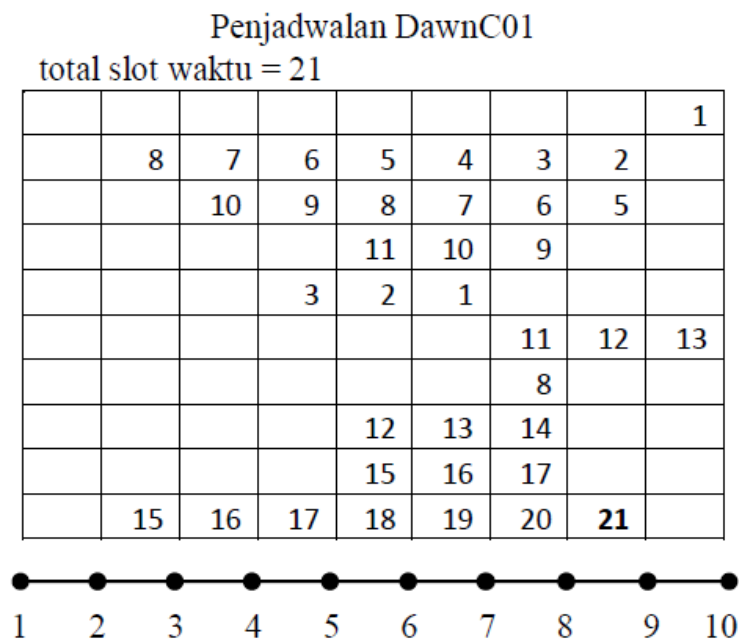 Penjadwalan DawnC01
total slot waktu = 21
1
8 7 6 5 4 3 2
10 9 8 7 6 5
11 10 9
3 2 1
11 12 13
8
12 13 14
15 16 17
15 16 17 18 19 20 21
1 2 3 4 5 6 7 8 9 10